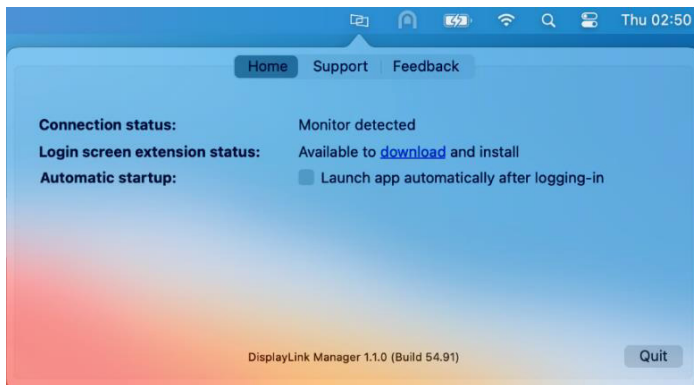 Thu 02:50
Home Support Feedback
Connection status: Monitor detected
Login screen extension status: Available to download and install
Automatic startup: Launch app automatically after logging-in
DisplayLink Manager 1.1.0 (Build 54.91)
Quit